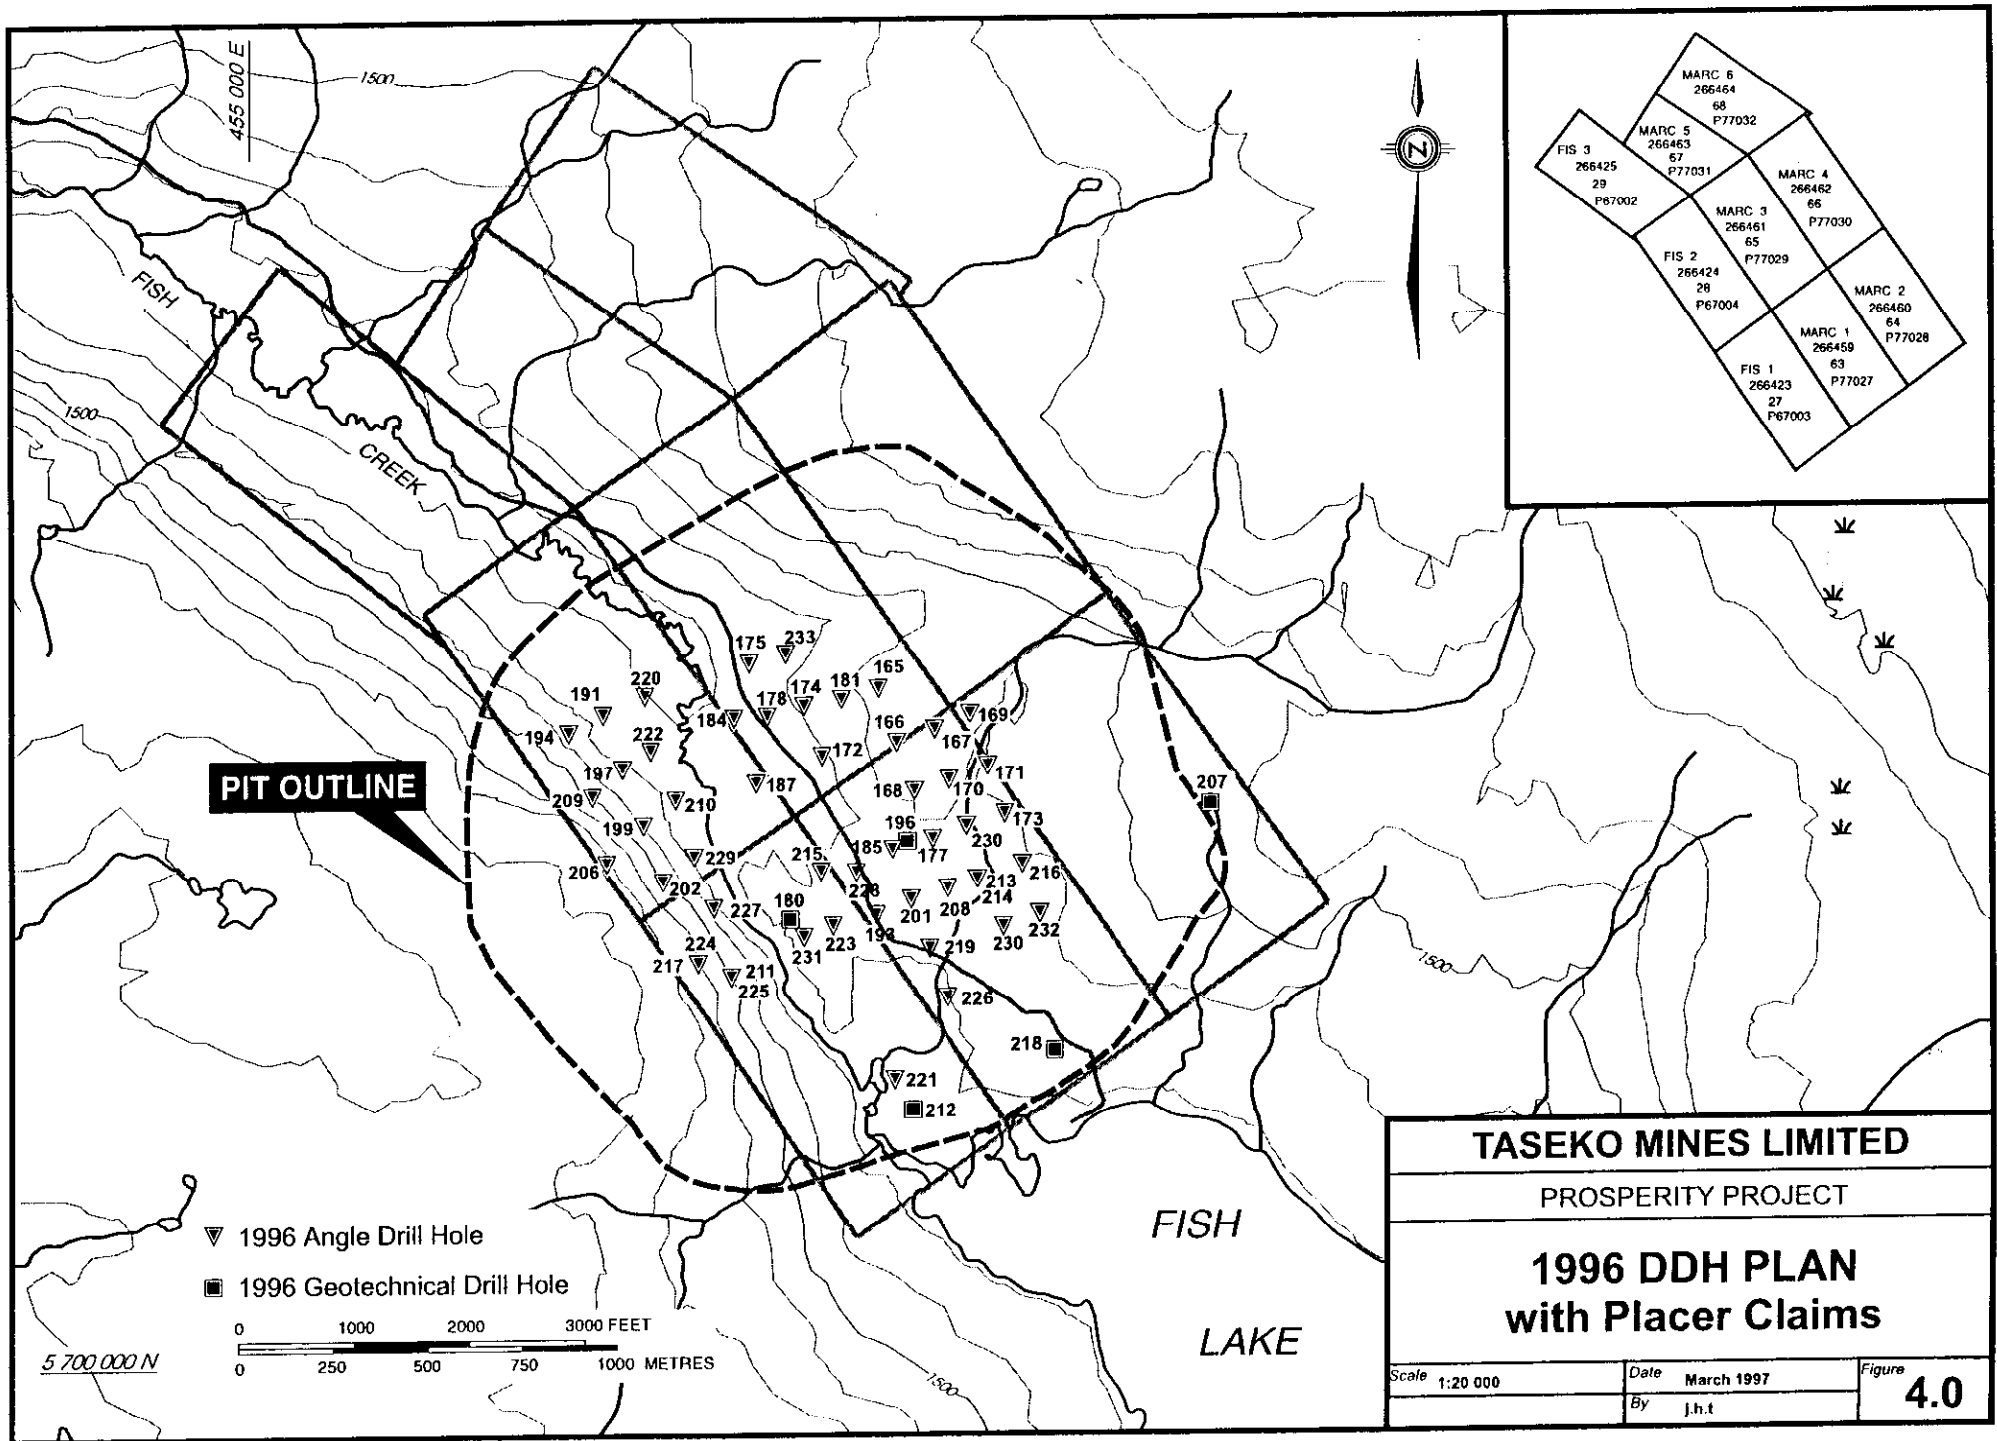 455 000 E
1500
FISH
CREEK
1500
MARC 6
266464
68
P77032
MARC 5
266463
67
P77031
FIS 3
266425
29
P67002
MARC 4
266462
66
P77030
MARC 3
266461
65
P77029
FIS 2
266424
28
P67004
MARC 2
266460
64
P77028
MARC 1
266459
63
P77027
FIS 1
266423
27
P67003
N
175
233
220
191
184
178
174
181
165
194
222
172
166
167
169
197
187
168
170
171
207
PIT OUTLINE
209
210
199
196
185
177
230
173
206
202
229
215
228
201
208
213
214
216
180
227
231
223
193
219
230
232
224
217
211
225
226
1500
218
221
212
FISH
LAKE
1500
1996 Angle Drill Hole
1996 Geotechnical Drill Hole
0 1000 2000 3000 FEET
0 250 500 750 1000 METRES
5 700 000 N
TASEKO MINES LIMITED
PROSPERITY PROJECT
1996 DDH PLAN
with Placer Claims
Scale 1:20 000
Date March 1997
By j.h.t
Figure 4.0